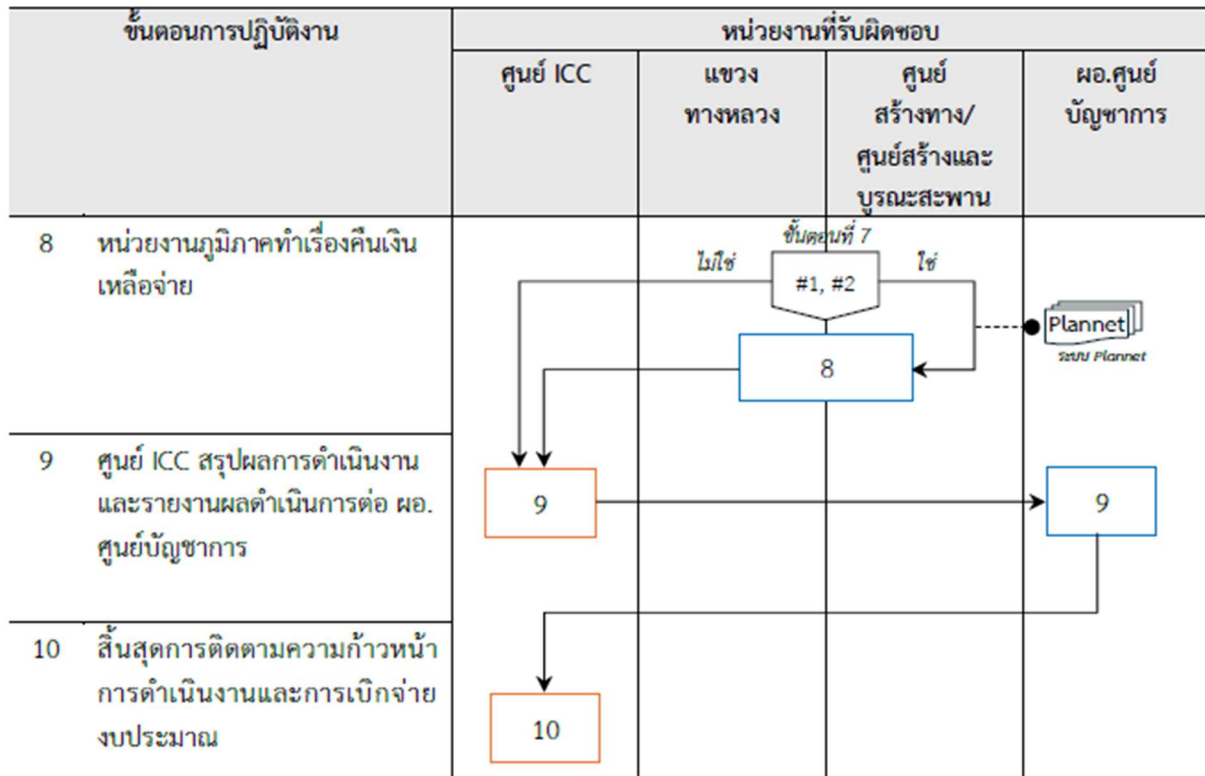 ขั้นตอนการปฏิบัติงาน
หน่วยงานที่รับผิดชอบ
ศูนย์ ICC
แขวง
ทางหลวง
ศูนย์
สร้างทาง/
ศูนย์สร้างและ
บูรณะสะพาน
ผอ.ศูนย์
บัญชาการ
8 หน่วยงานภูมิภาคทำเรื่องคืนเงิน
เหลือจ่าย
ขั้นตอนที่ 7
ไม่ใช่
#1, #2
ใช่
Plannet
ระบบ Plannet
8
9 ศูนย์ ICC สรุปผลการดำเนินงาน
และรายงานผลดำเนินการต่อ ผอ.
ศูนย์บัญชาการ
9
9
10 สิ้นสุดการติดตามความก้าวหน้า
การดำเนินงานและการเบิกจ่าย
งบประมาณ
10